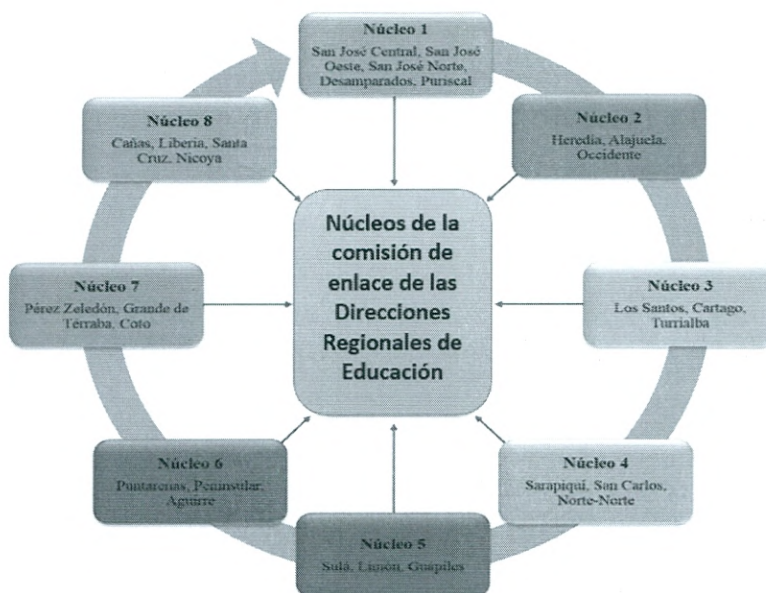 Núcleo 1
San José Central, San José
Oeste, San José Norte,
Desamparados, Puriscal
Núcleo 2
Heredia, Alajuela,
Occidente
Núcleo 3
Los Santos, Cartago,
Turrialba
Núcleo 4
Sarapiquí, San Carlos,
Norte-Norte
Núcleo 5
Sulá, Limón, Guápiles
Núcleo 6
Puntarenas, Peninsular,
Aguirre
Núcleo 7
Pérez Zeledón, Grande de
Térraba, Coto
Núcleo 8
Cañas, Liberia, Santa
Cruz, Nicoya
Núcleos de la
comisión de
enlace de las
Direcciones
Regionales de
Educación